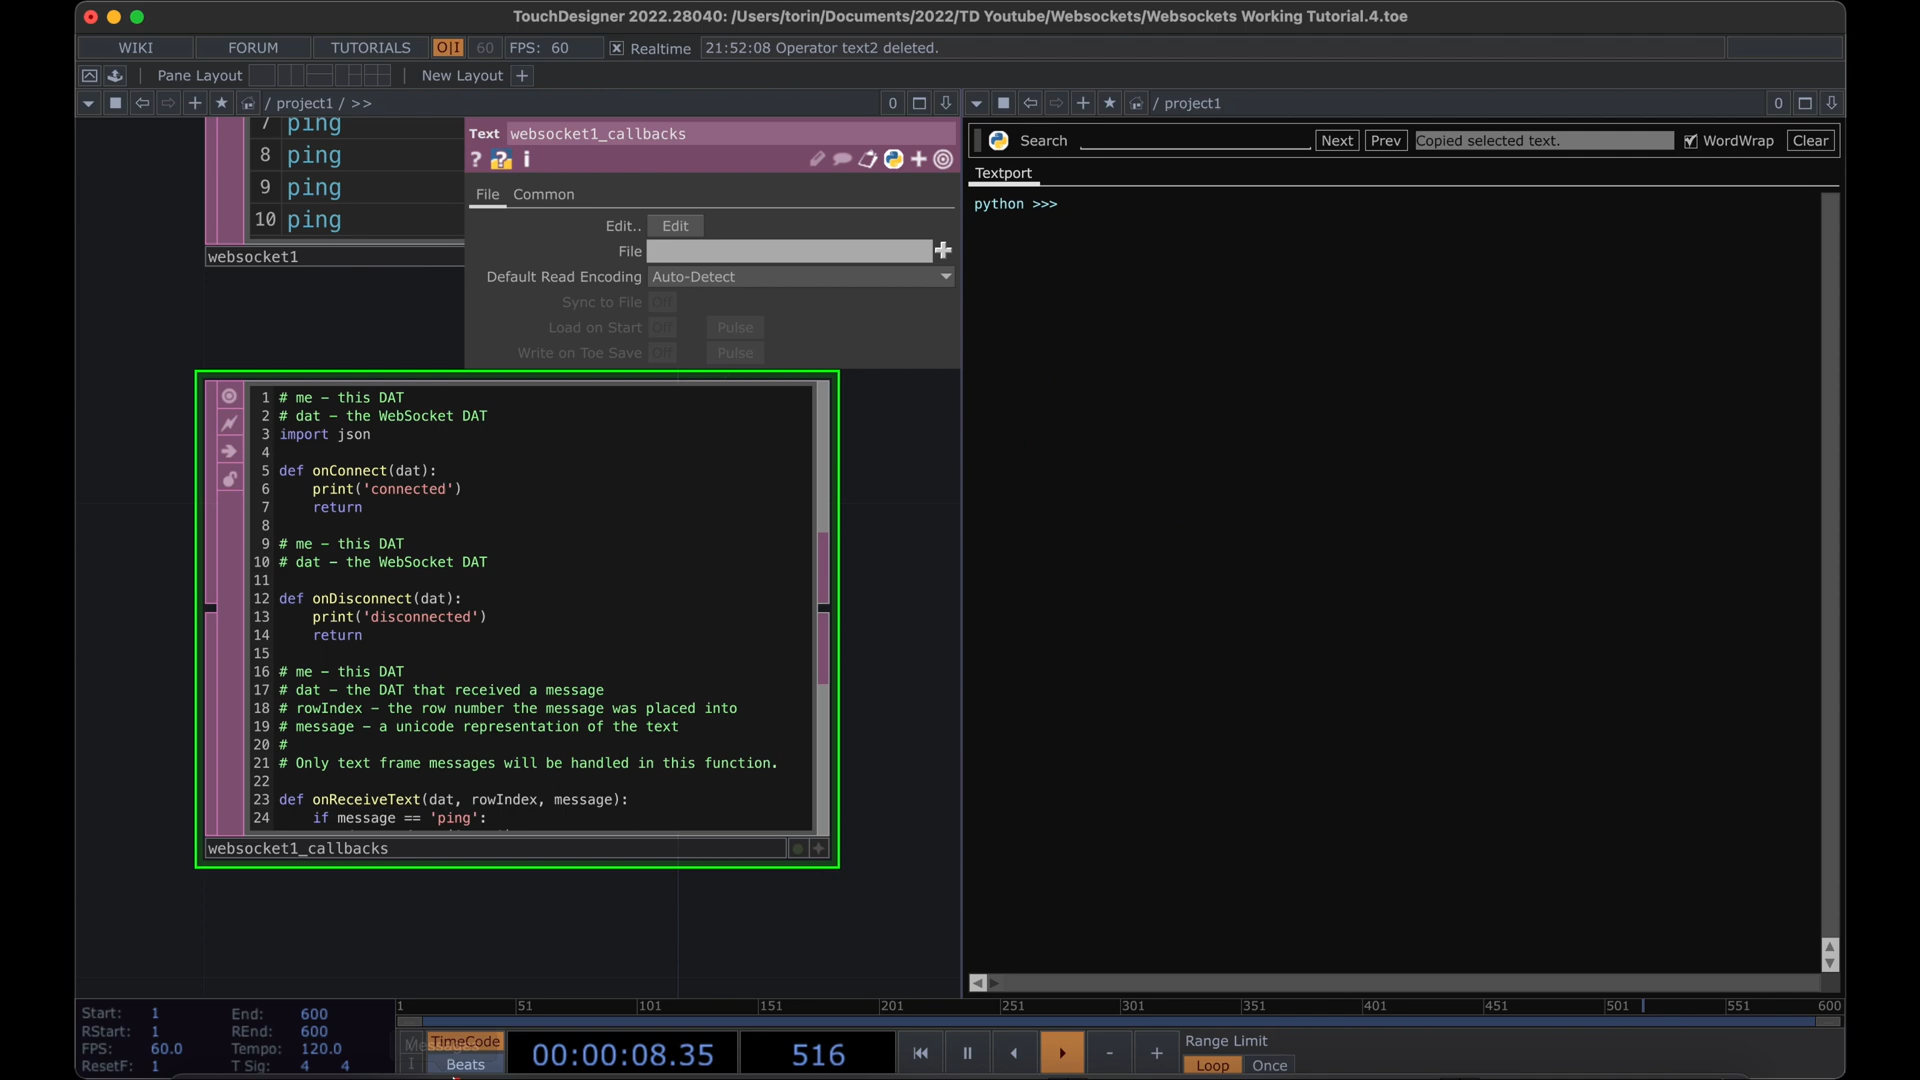 TouchDesigner 2022.28040: /Users/torin/Documents/2022/TD Youtube/Websockets/Websockets Working Tutorial.4.toe
WIKI FORUM TUTORIALS O|I 60 FPS: 60 Realtime 21:52:08 Operator text2 deleted.
Pane Layout New Layout +
/ project1 / >> 0
/ project1 0
7 ping
8 ping
9 ping
10 ping
websocket1
Text websocket1_callbacks
? ? i
File Common
Edit.. Edit
File
Default Read Encoding Auto-Detect
Sync to File Off
Load on Start Off Pulse
Write on Toe Save Off Pulse
Search Next Prev Copied selected text. WordWrap Clear
Textport
python >>>
1 # me - this DAT
2 # dat - the WebSocket DAT
3 import json
4
5 def onConnect(dat):
6 print('connected')
7 return
8
9 # me - this DAT
10 # dat - the WebSocket DAT
11
12 def onDisconnect(dat):
13 print('disconnected')
14 return
15
16 # me - this DAT
17 # dat - the DAT that received a message
18 # rowIndex - the row number the message was placed into
19 # message - a unicode representation of the text
20 #
21 # Only text frame messages will be handled in this function.
22
23 def onReceiveText(dat, rowIndex, message):
24 if message == 'ping':
websocket1_callbacks
1 51 101 151 201 251 301 351 401 451 501 551 600
Start: 1 End: 600
RStart: 1 REnd: 600
FPS: 60.0 Tempo: 120.0
ResetF: 1 T Sig: 4 4
TimeCode
Beats
00:00:08.35 516
- +
Range Limit
Loop Once